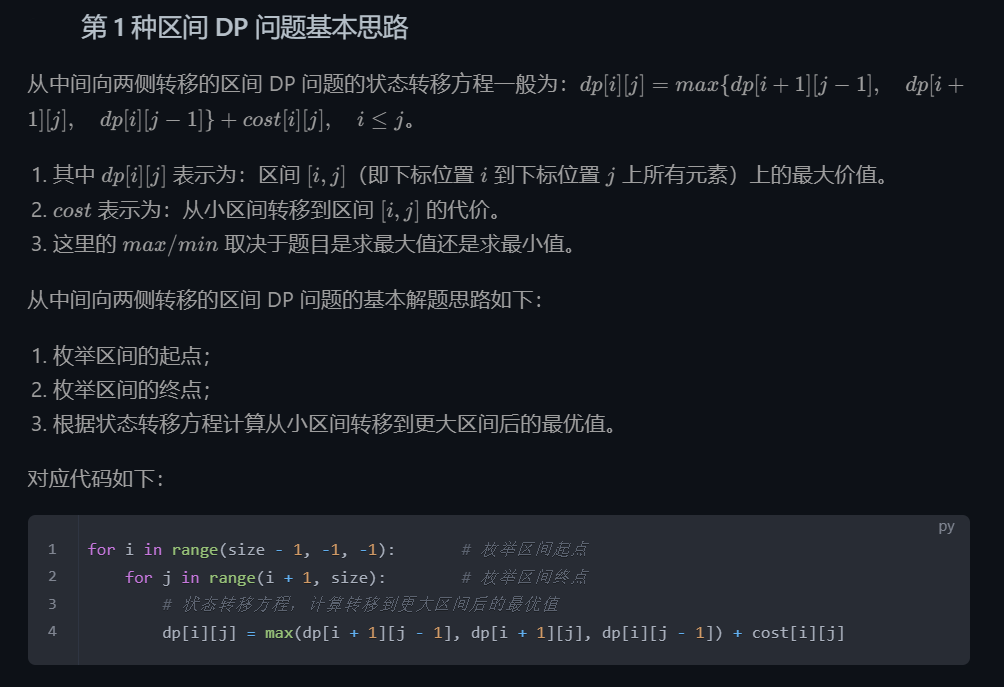 第 1 种区间 DP 问题基本思路
从中间向两侧转移的区间 DP 问题的状态转移方程一般为：dp[i][j] = max{dp[i + 1][j − 1], dp[i +
1][j], dp[i][j − 1]} + cost[i][j], i ≤ j。
1. 其中 dp[i][j] 表示为：区间 [i, j]（即下标位置 i 到下标位置 j 上所有元素）上的最大价值。
2. cost 表示为：从小区间转移到区间 [i, j] 的代价。
3. 这里的 max/min 取决于题目是求最大值还是求最小值。
从中间向两侧转移的区间 DP 问题的基本解题思路如下：
1. 枚举区间的起点；
2. 枚举区间的终点；
3. 根据状态转移方程计算从小区间转移到更大区间后的最优值。
对应代码如下：
py
1 for i in range(size - 1, -1, -1): # 枚举区间起点
2 for j in range(i + 1, size): # 枚举区间终点
3 # 状态转移方程，计算转移到更大区间后的最优值
4 dp[i][j] = max(dp[i + 1][j - 1], dp[i + 1][j], dp[i][j - 1]) + cost[i][j]